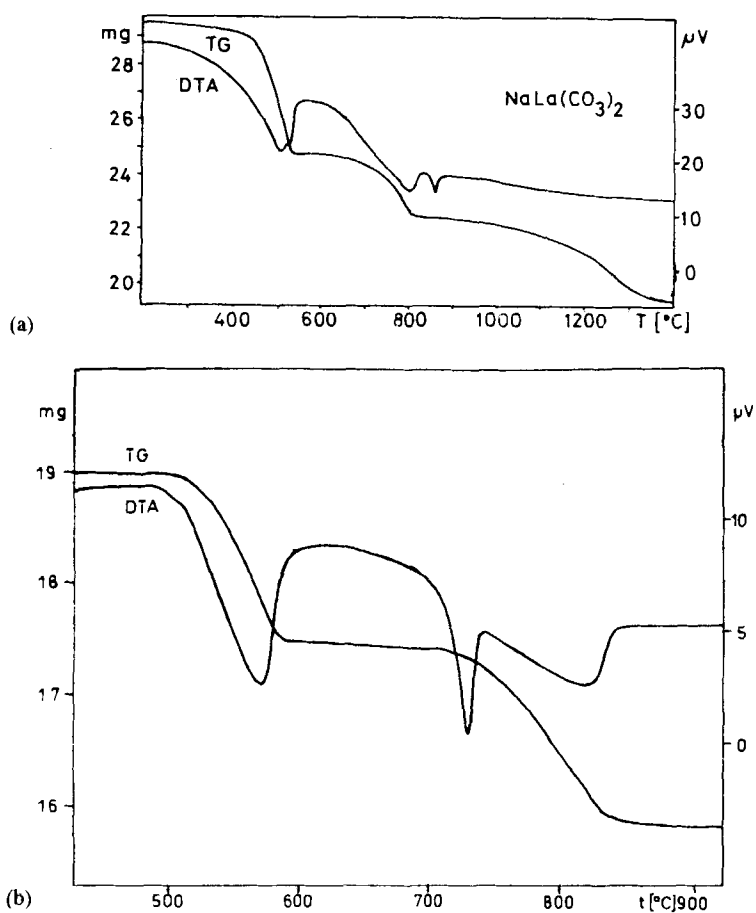 mg
TG
DTA
NaLa(CO₃)₂
μV
28
26
24
22
20
30
20
10
0
400 600 800 1000 1200 T [°C]
(a)
mg
TG
DTA
μV
19
18
17
16
10
5
0
500 600 700 800 t [°C] 900
(b)